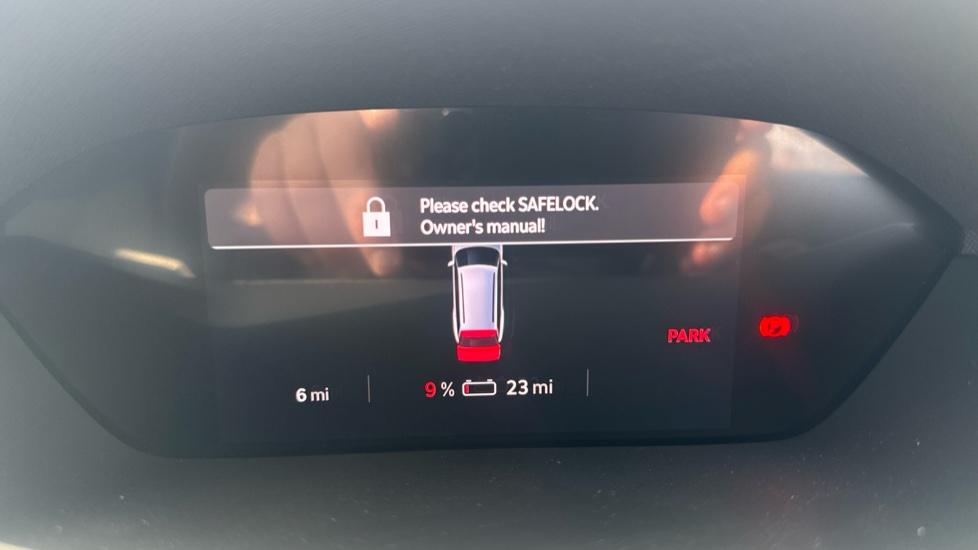 Please check SAFELOCK.
Owner's manual!
PARK
6 mi
9 % 23 mi